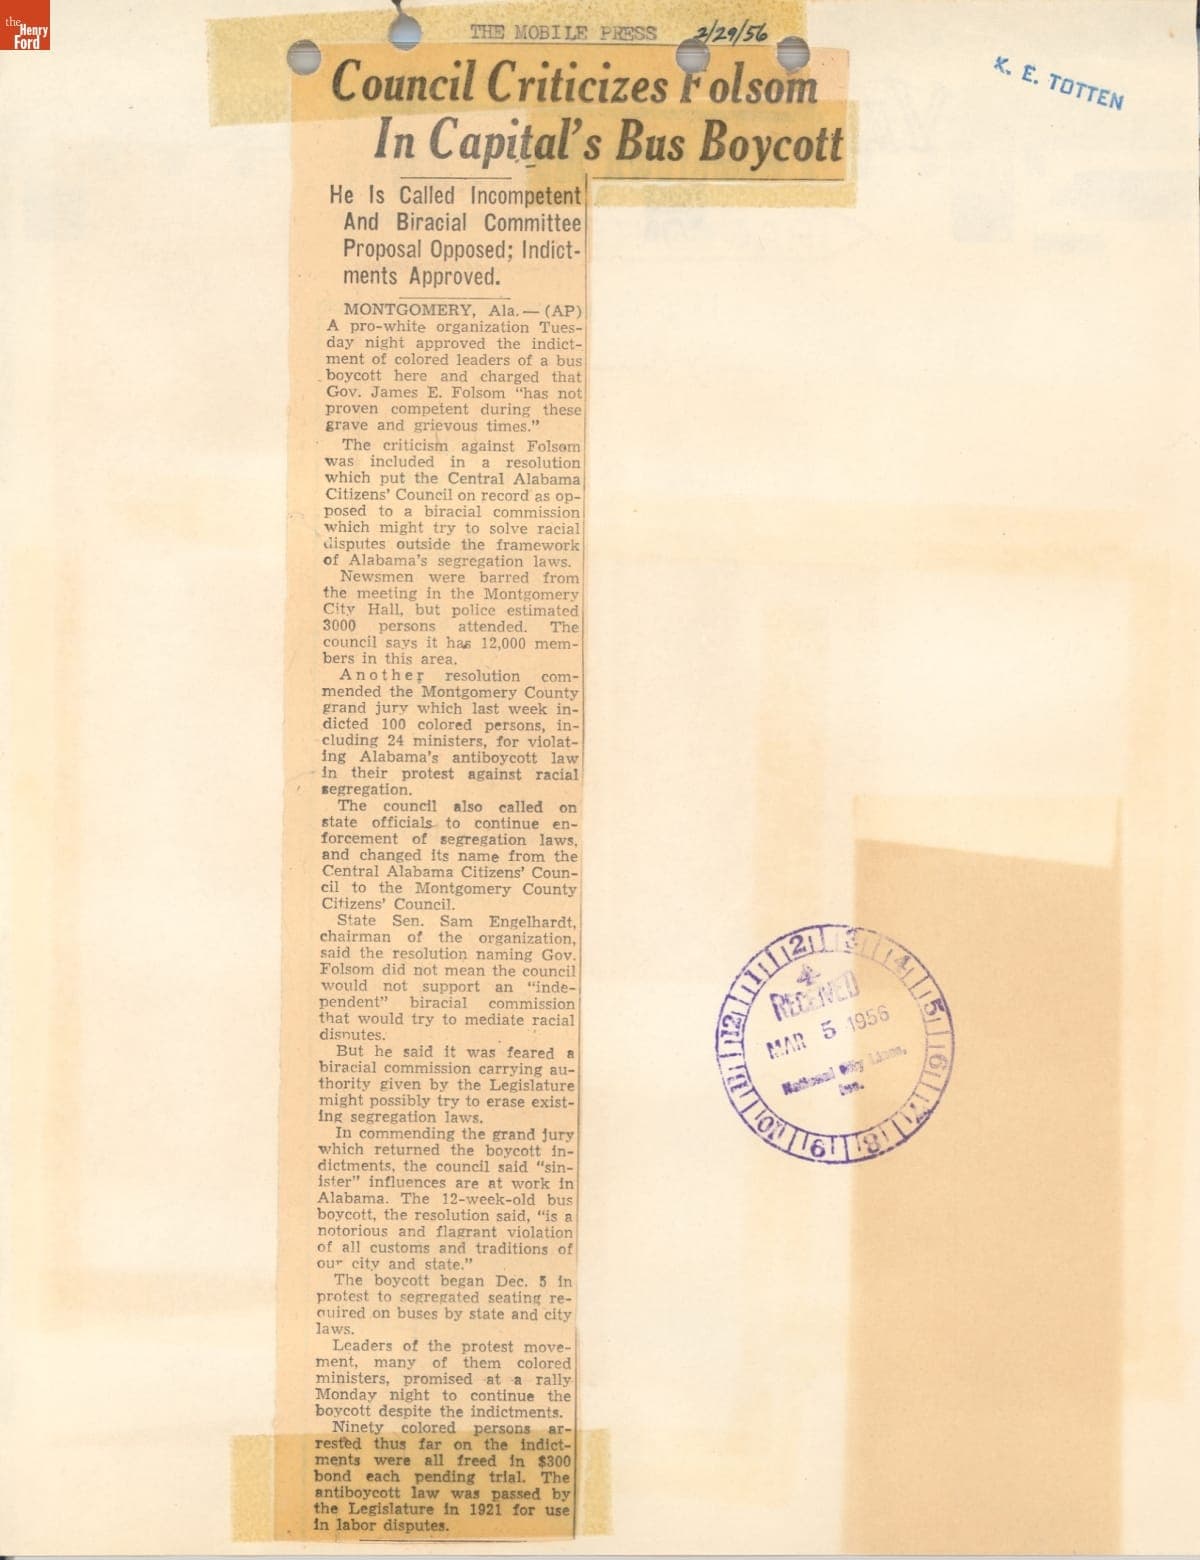 the
Henry
Ford
THE MOBILE PRESS 2/29/56
K. E. TOTTEN
Council Criticizes Folsom
In Capital's Bus Boycott
He Is Called Incompetent
And Biracial Committee
Proposal Opposed; Indict-
ments Approved.
MONTGOMERY, Ala. — (AP)
A pro-white organization Tues-
day night approved the indict-
ment of colored leaders of a bus
boycott here and charged that
Gov. James E. Folsom "has not
proven competent during these
grave and grievous times."
The criticism against Folsom
was included in a resolution
which put the Central Alabama
Citizens' Council on record as op-
posed to a biracial commission
which might try to solve racial
disputes outside the framework
of Alabama's segregation laws.
Newsmen were barred from
the meeting in the Montgomery
City Hall, but police estimated
3000 persons attended. The
council says it has 12,000 mem-
bers in this area.
Another resolution com-
mended the Montgomery County
grand jury which last week in-
dicted 100 colored persons, in-
cluding 24 ministers, for violat-
ing Alabama's antiboycott law
in their protest against racial
segregation.
The council also called on
state officials to continue en-
forcement of segregation laws,
and changed its name from the
Central Alabama Citizens' Coun-
cil to the Montgomery County
Citizens' Council.
State Sen. Sam Engelhardt,
chairman of the organization,
said the resolution naming Gov.
Folsom did not mean the council
would not support an "inde-
pendent" biracial commission
that would try to mediate racial
disputes.
But he said it was feared a
biracial commission carrying au-
thority given by the Legislature
might possibly try to erase exist-
ing segregation laws.
In commending the grand jury
which returned the boycott in-
dictments, the council said "sin-
ister" influences are at work in
Alabama. The 12-week-old bus
boycott, the resolution said, "is a
notorious and flagrant violation
of all customs and traditions of
our city and state."
The boycott began Dec. 5 in
protest to segregated seating re-
quired on buses by state and city
laws.
Leaders of the protest move-
ment, many of them colored
ministers, promised at a rally
Monday night to continue the
boycott despite the indictments.
Ninety colored persons ar-
rested thus far on the indict-
ments were all freed in $300
bond each pending trial. The
antiboycott law was passed by
the Legislature in 1921 for use
in labor disputes.
12 1 2 3 4 5 6 7 8 9 10 11
RECEIVED
MAR 5 1956
National City Lines,
Inc.